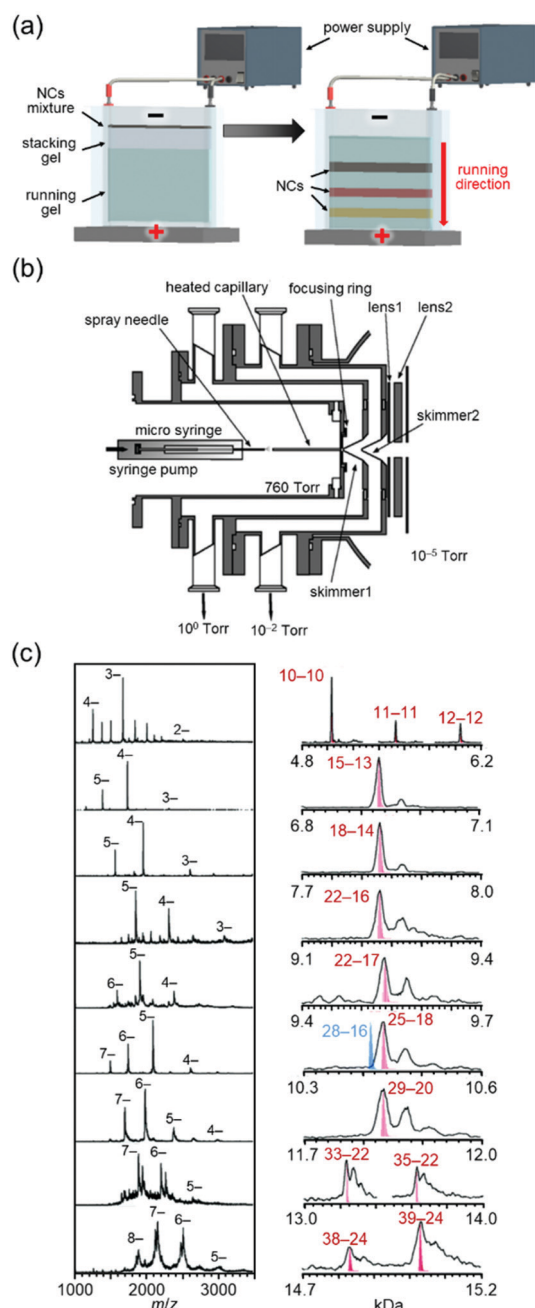 (a)
power supply
NCs
mixture
stacking
gel
running
gel
−
+
NCs
−
running
direction
+
(b)
heated capillary
focusing ring
spray needle
lens1
lens2
micro syringe
syringe pump
skimmer2
760 Torr
10⁻⁵ Torr
skimmer1
10⁰ Torr
10⁻² Torr
(c)
4–
3–
2–
5–
4–
3–
5–
4–
3–
5–
4–
3–
6–
5–
4–
7–
6–
5–
4–
7–
6–
5–
4–
7–
6–
5–
8–
7–
6–
5–
1000
2000
3000
m/z
10–10
11–11
12–12
4.8
6.2
15–13
6.8
7.1
18–14
7.7
8.0
22–16
9.1
9.4
22–17
9.4
9.7
28–16
25–18
10.3
10.6
29–20
11.7
12.0
33–22
35–22
13.0
14.0
38–24
39–24
14.7
15.2
kDa